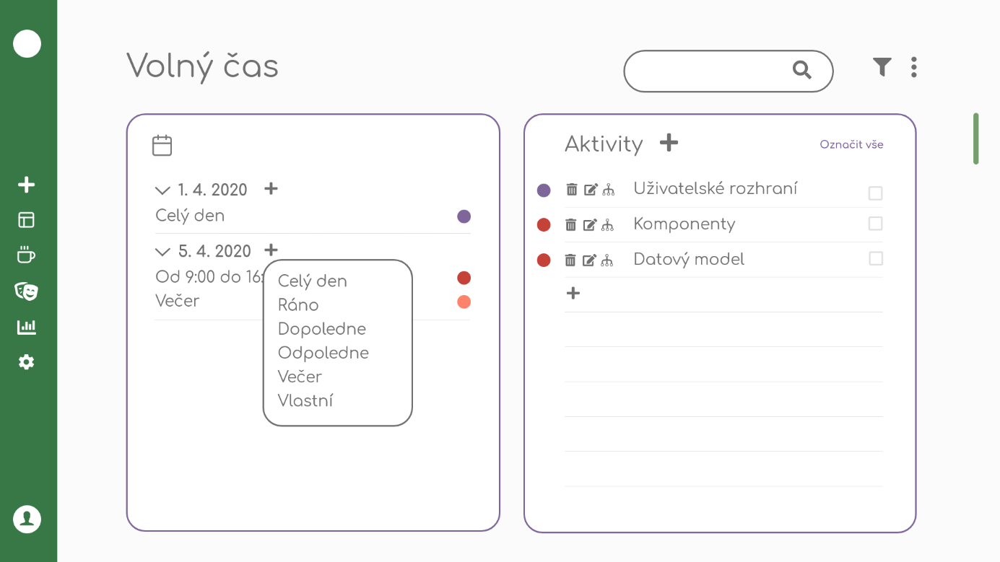 Volný čas
1. 4. 2020
Celý den
5. 4. 2020
Od 9:00 do 16:
Večer
Celý den
Ráno
Dopoledne
Odpoledne
Večer
Vlastní
Aktivity
Označit vše
Uživatelské rozhraní
Komponenty
Datový model